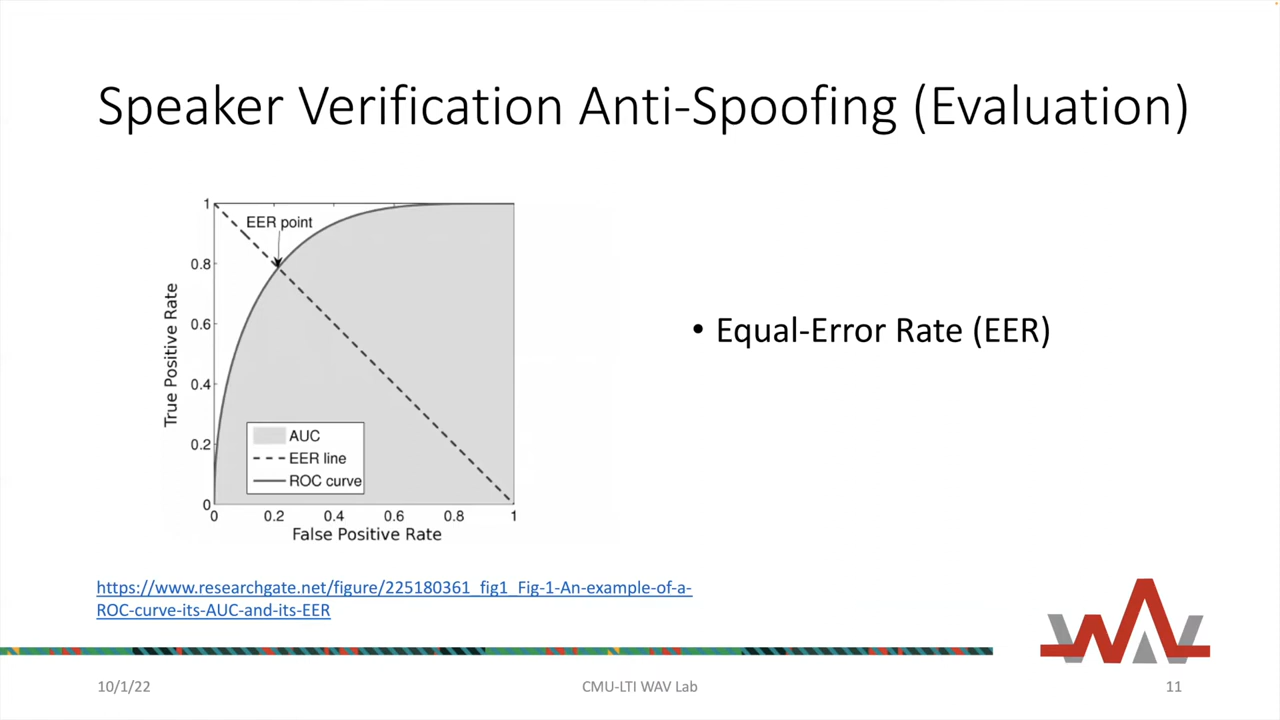 Speaker Verification Anti-Spoofing (Evaluation)
1
EER point
0.8
0.6
0.4
0.2
0
True Positive Rate
AUC
EER line
ROC curve
0 0.2 0.4 0.6 0.8 1
False Positive Rate
• Equal-Error Rate (EER)
https://www.researchgate.net/figure/225180361_fig1_Fig-1-An-example-of-a-
ROC-curve-its-AUC-and-its-EER
WAV
10/1/22
CMU-LTI WAV Lab
11